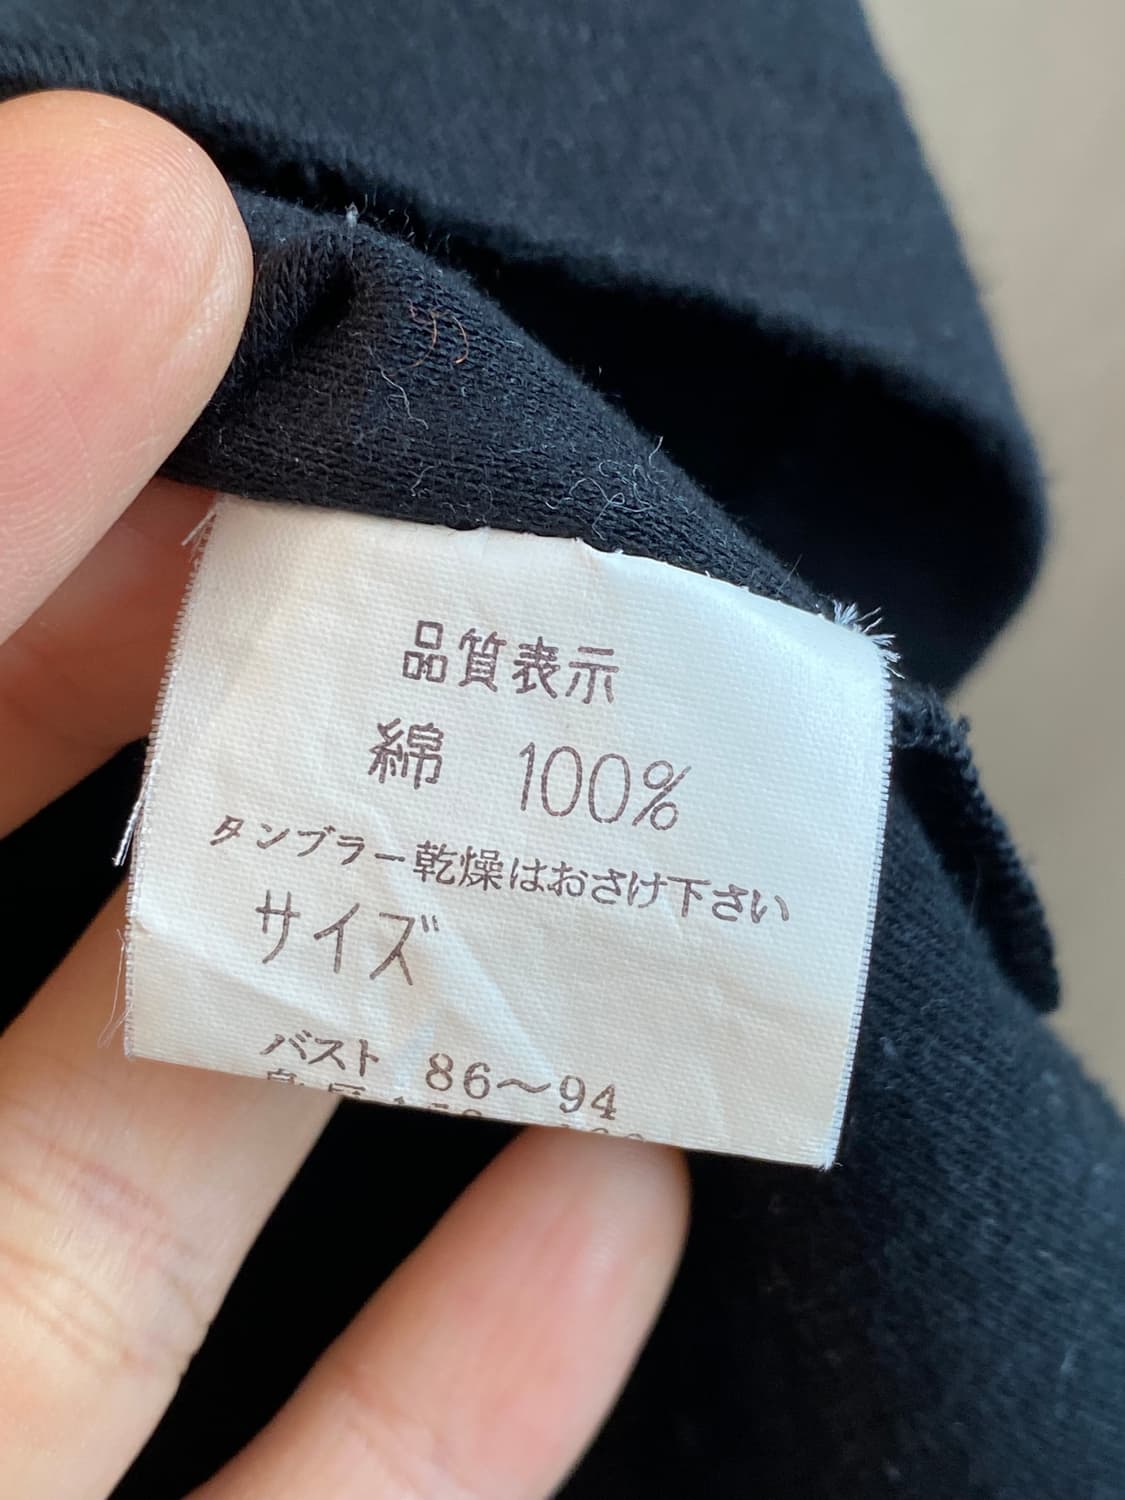 品質表示
綿 100%
タンブラー乾燥はおさけ下さい
サイズ
バスト 86〜94